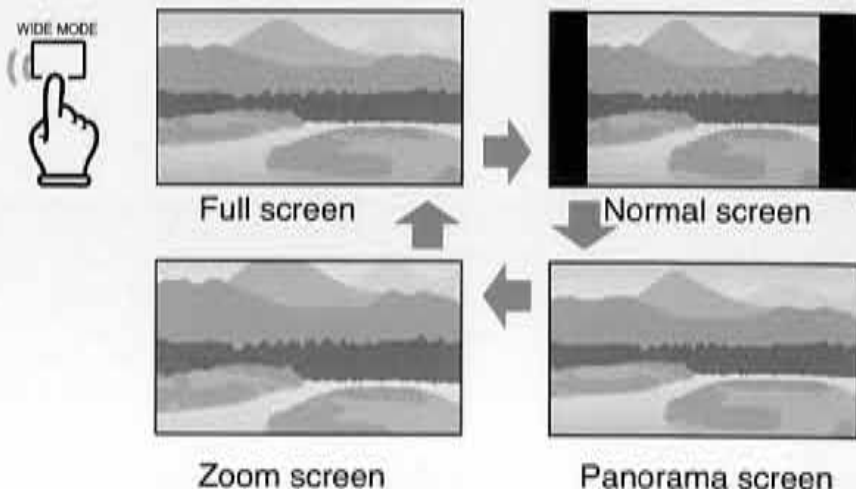 WIDE MODE
Full screen
Normal screen
Zoom screen
Panorama screen